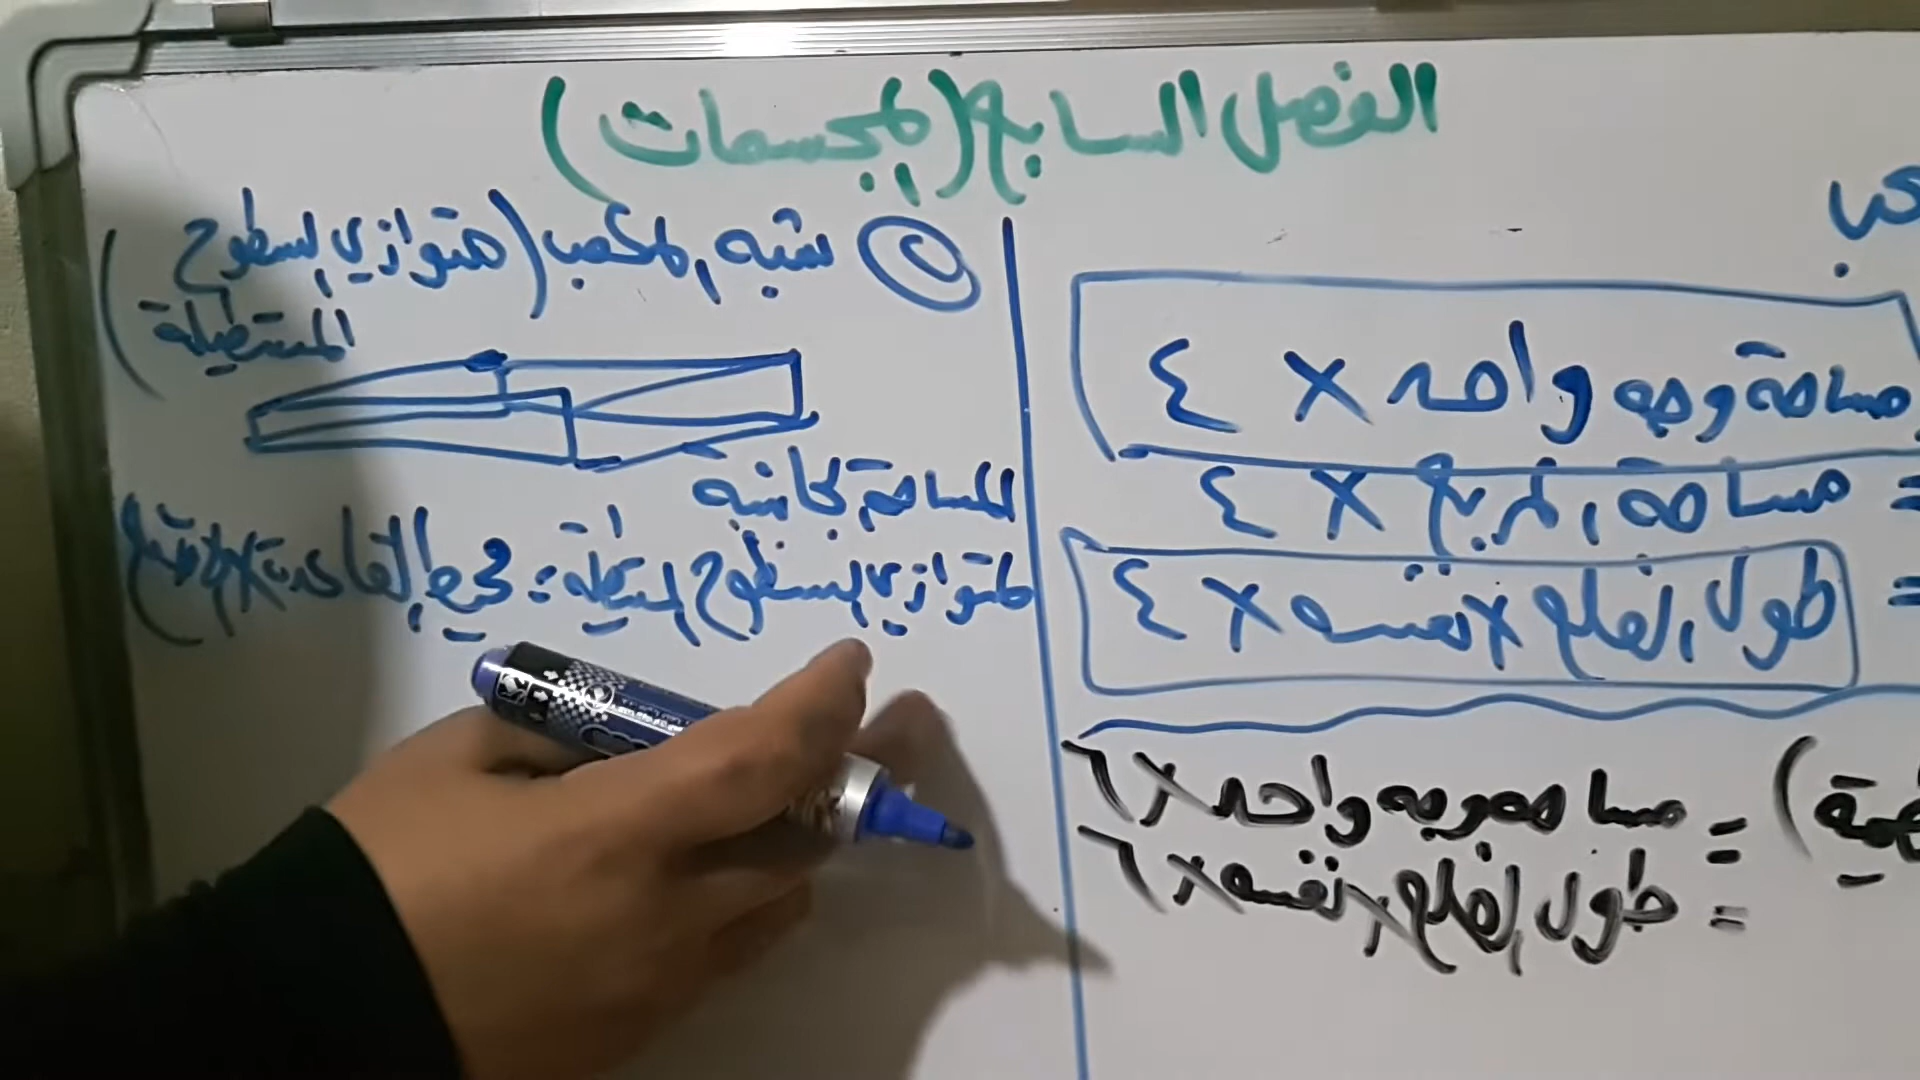 الفصل السابع (المجسمات)
كعب
مساحة وجه واحد × ٤
= مساحة المربع × ٤
= طول الضلع × نفسه × ٤
= مساحة وجه واحد × ٦
= طول الضلع × نفسه × ٦
٢ شبه المكعب (متوازي السطوح
المستطيلة)
المساحة الجانبية
لمتوازي السطوح المستطيلة = محيط القاعدة × الارتفاع